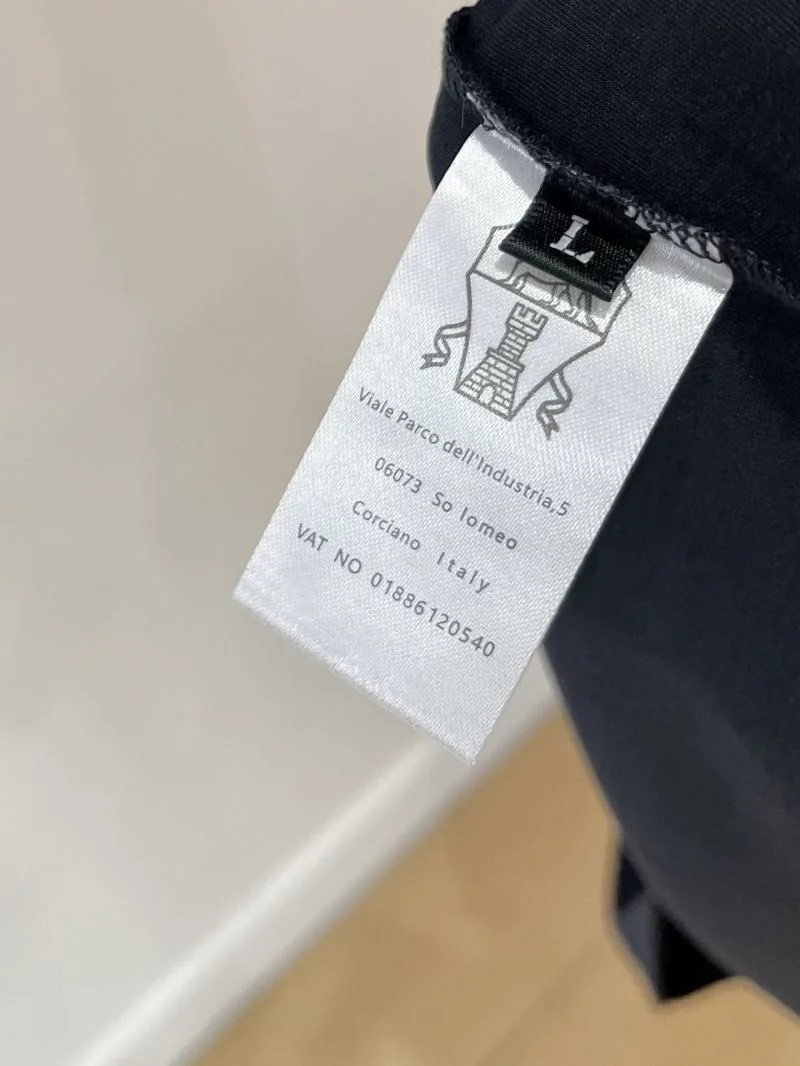 L
Viale Parco dell'Industria,5
06073 So lomeo
Corciano Italy
VAT NO 01886120540